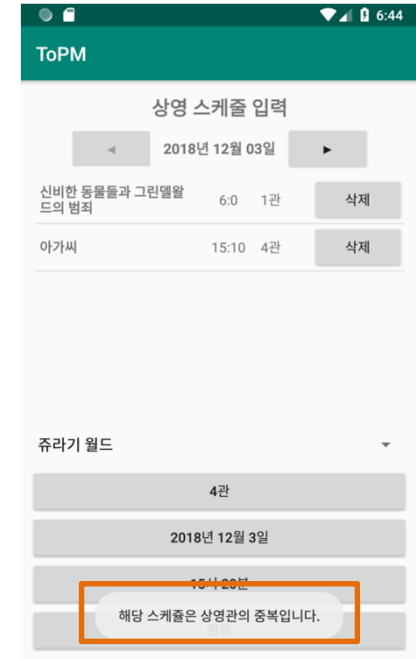 6:44
ToPM
상영 스케줄 입력
2018년 12월 03일
신비한 동물들과 그린델왈
드의 범죄
6:0 1관 삭제
아가씨 15:10 4관 삭제
쥬라기 월드
4관
2018년 12월 3일
해당 스케쥴은 상영관의 중복입니다.
완료